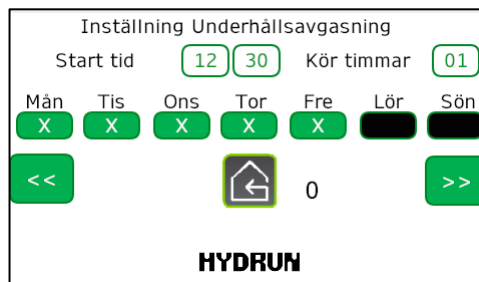 Inställning Underhållsavgasning
Start tid 12 30 Kör timmar 01
Mån Tis Ons Tor Fre Lör Sön
X X X X X
<< 0 >>
HYDRUN